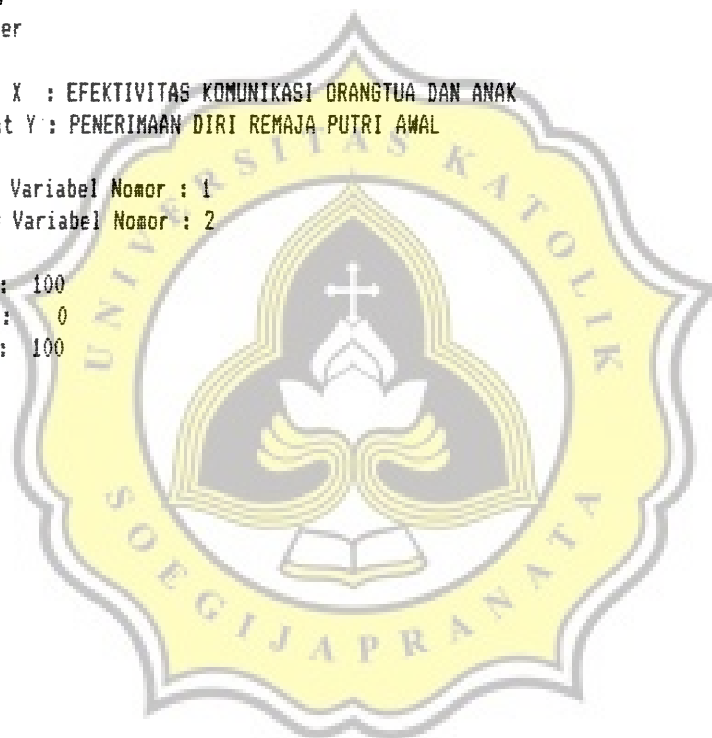 er
X : EFEKTIVITAS KOMUNIKASI ORANGTUA DAN ANAK
t Y : PENERIMAAN DIRI REMAJA PUTRI AWAL
Variabel Nomor : 1
Variabel Nomor : 2
: 100
: 0
: 100
UNIVERSITAS KATOLIK
SOEGIJAPRANATA